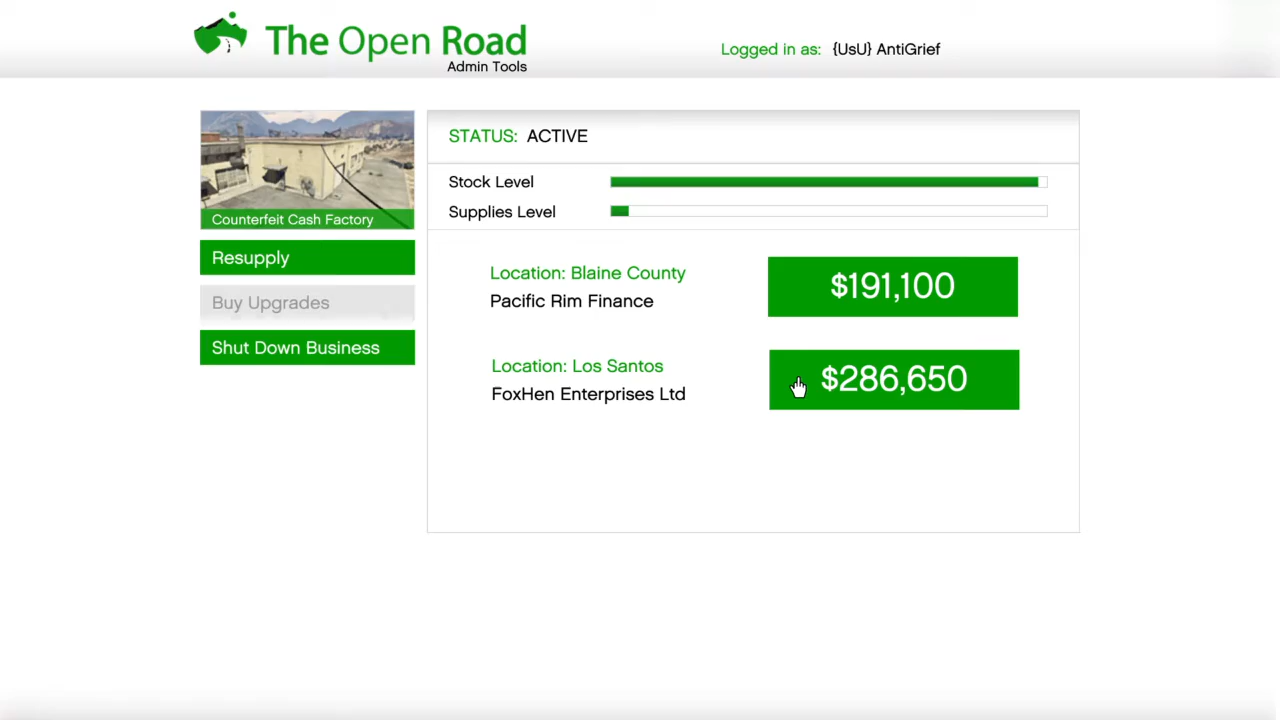 The Open Road
Admin Tools
Logged in as: {UsU} AntiGrief
Counterfeit Cash Factory
Resupply
Buy Upgrades
Shut Down Business
STATUS: ACTIVE
Stock Level
Supplies Level
Location: Blaine County
Pacific Rim Finance
$191,100
Location: Los Santos
FoxHen Enterprises Ltd
$286,650